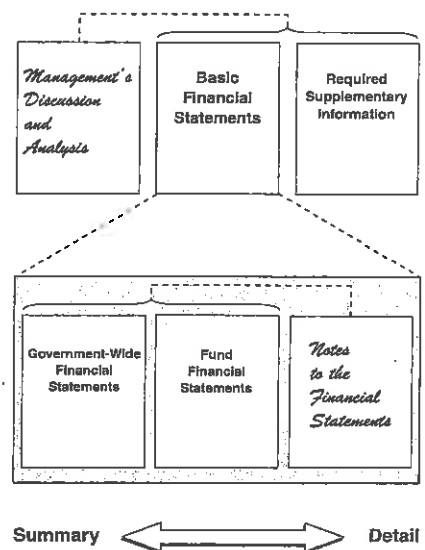 Management's
Discussion
and
Analysis
Basic
Financial
Statements
Required
Supplementary
Information
Government-Wide
Financial
Statements
Fund
Financial
Statements
Notes
to the
Financial
Statements
Summary
Detail